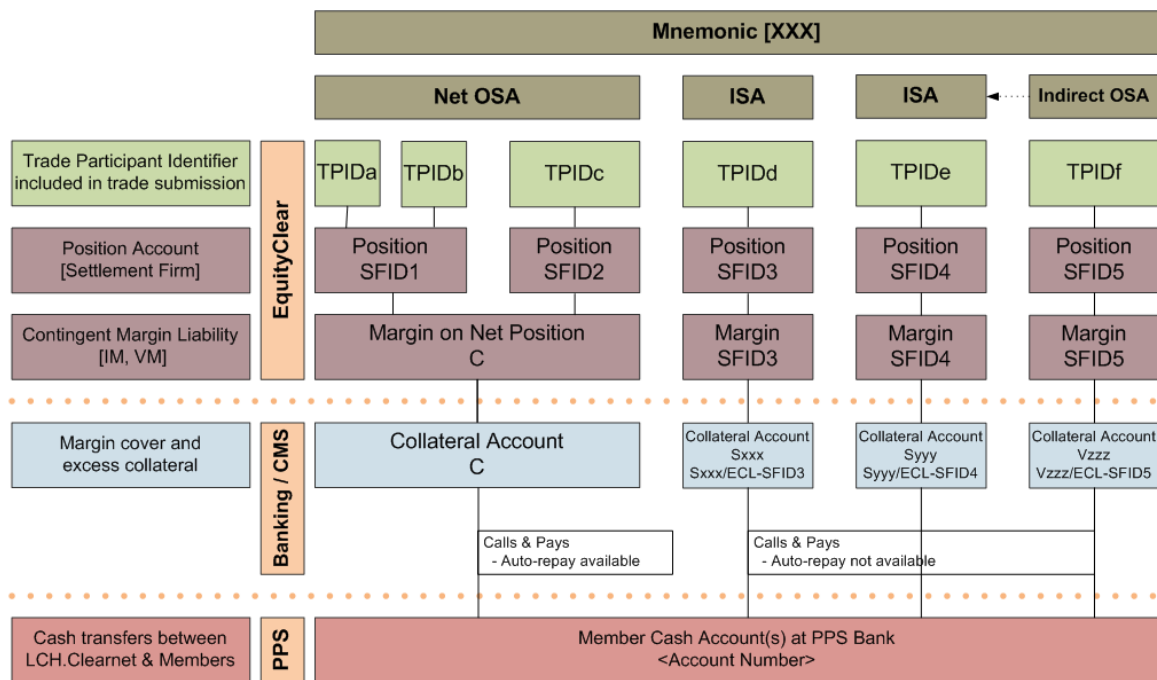 Mnemonic [XXX]
Net OSA
ISA
ISA
Indirect OSA
Trade Participant Identifier
included in trade submission
EquityClear
TPIDa
TPIDb
TPIDc
TPIDd
TPIDe
TPIDf
Position Account
[Settlement Firm]
Position
SFID1
Position
SFID2
Position
SFID3
Position
SFID4
Position
SFID5
Contingent Margin Liability
[IM, VM]
Margin on Net Position
C
Margin
SFID3
Margin
SFID4
Margin
SFID5
Margin cover and
excess collateral
Banking / CMS
Collateral Account
C
Collateral Account
Sxxx
Sxxx/ECL-SFID3
Collateral Account
Syyy
Syyy/ECL-SFID4
Collateral Account
Vzzz
Vzzz/ECL-SFID5
Calls & Pays
- Auto-repay available
Calls & Pays
- Auto-repay not available
Cash transfers between
LCH.Clearnet & Members
PPS
Member Cash Account(s) at PPS Bank
<Account Number>